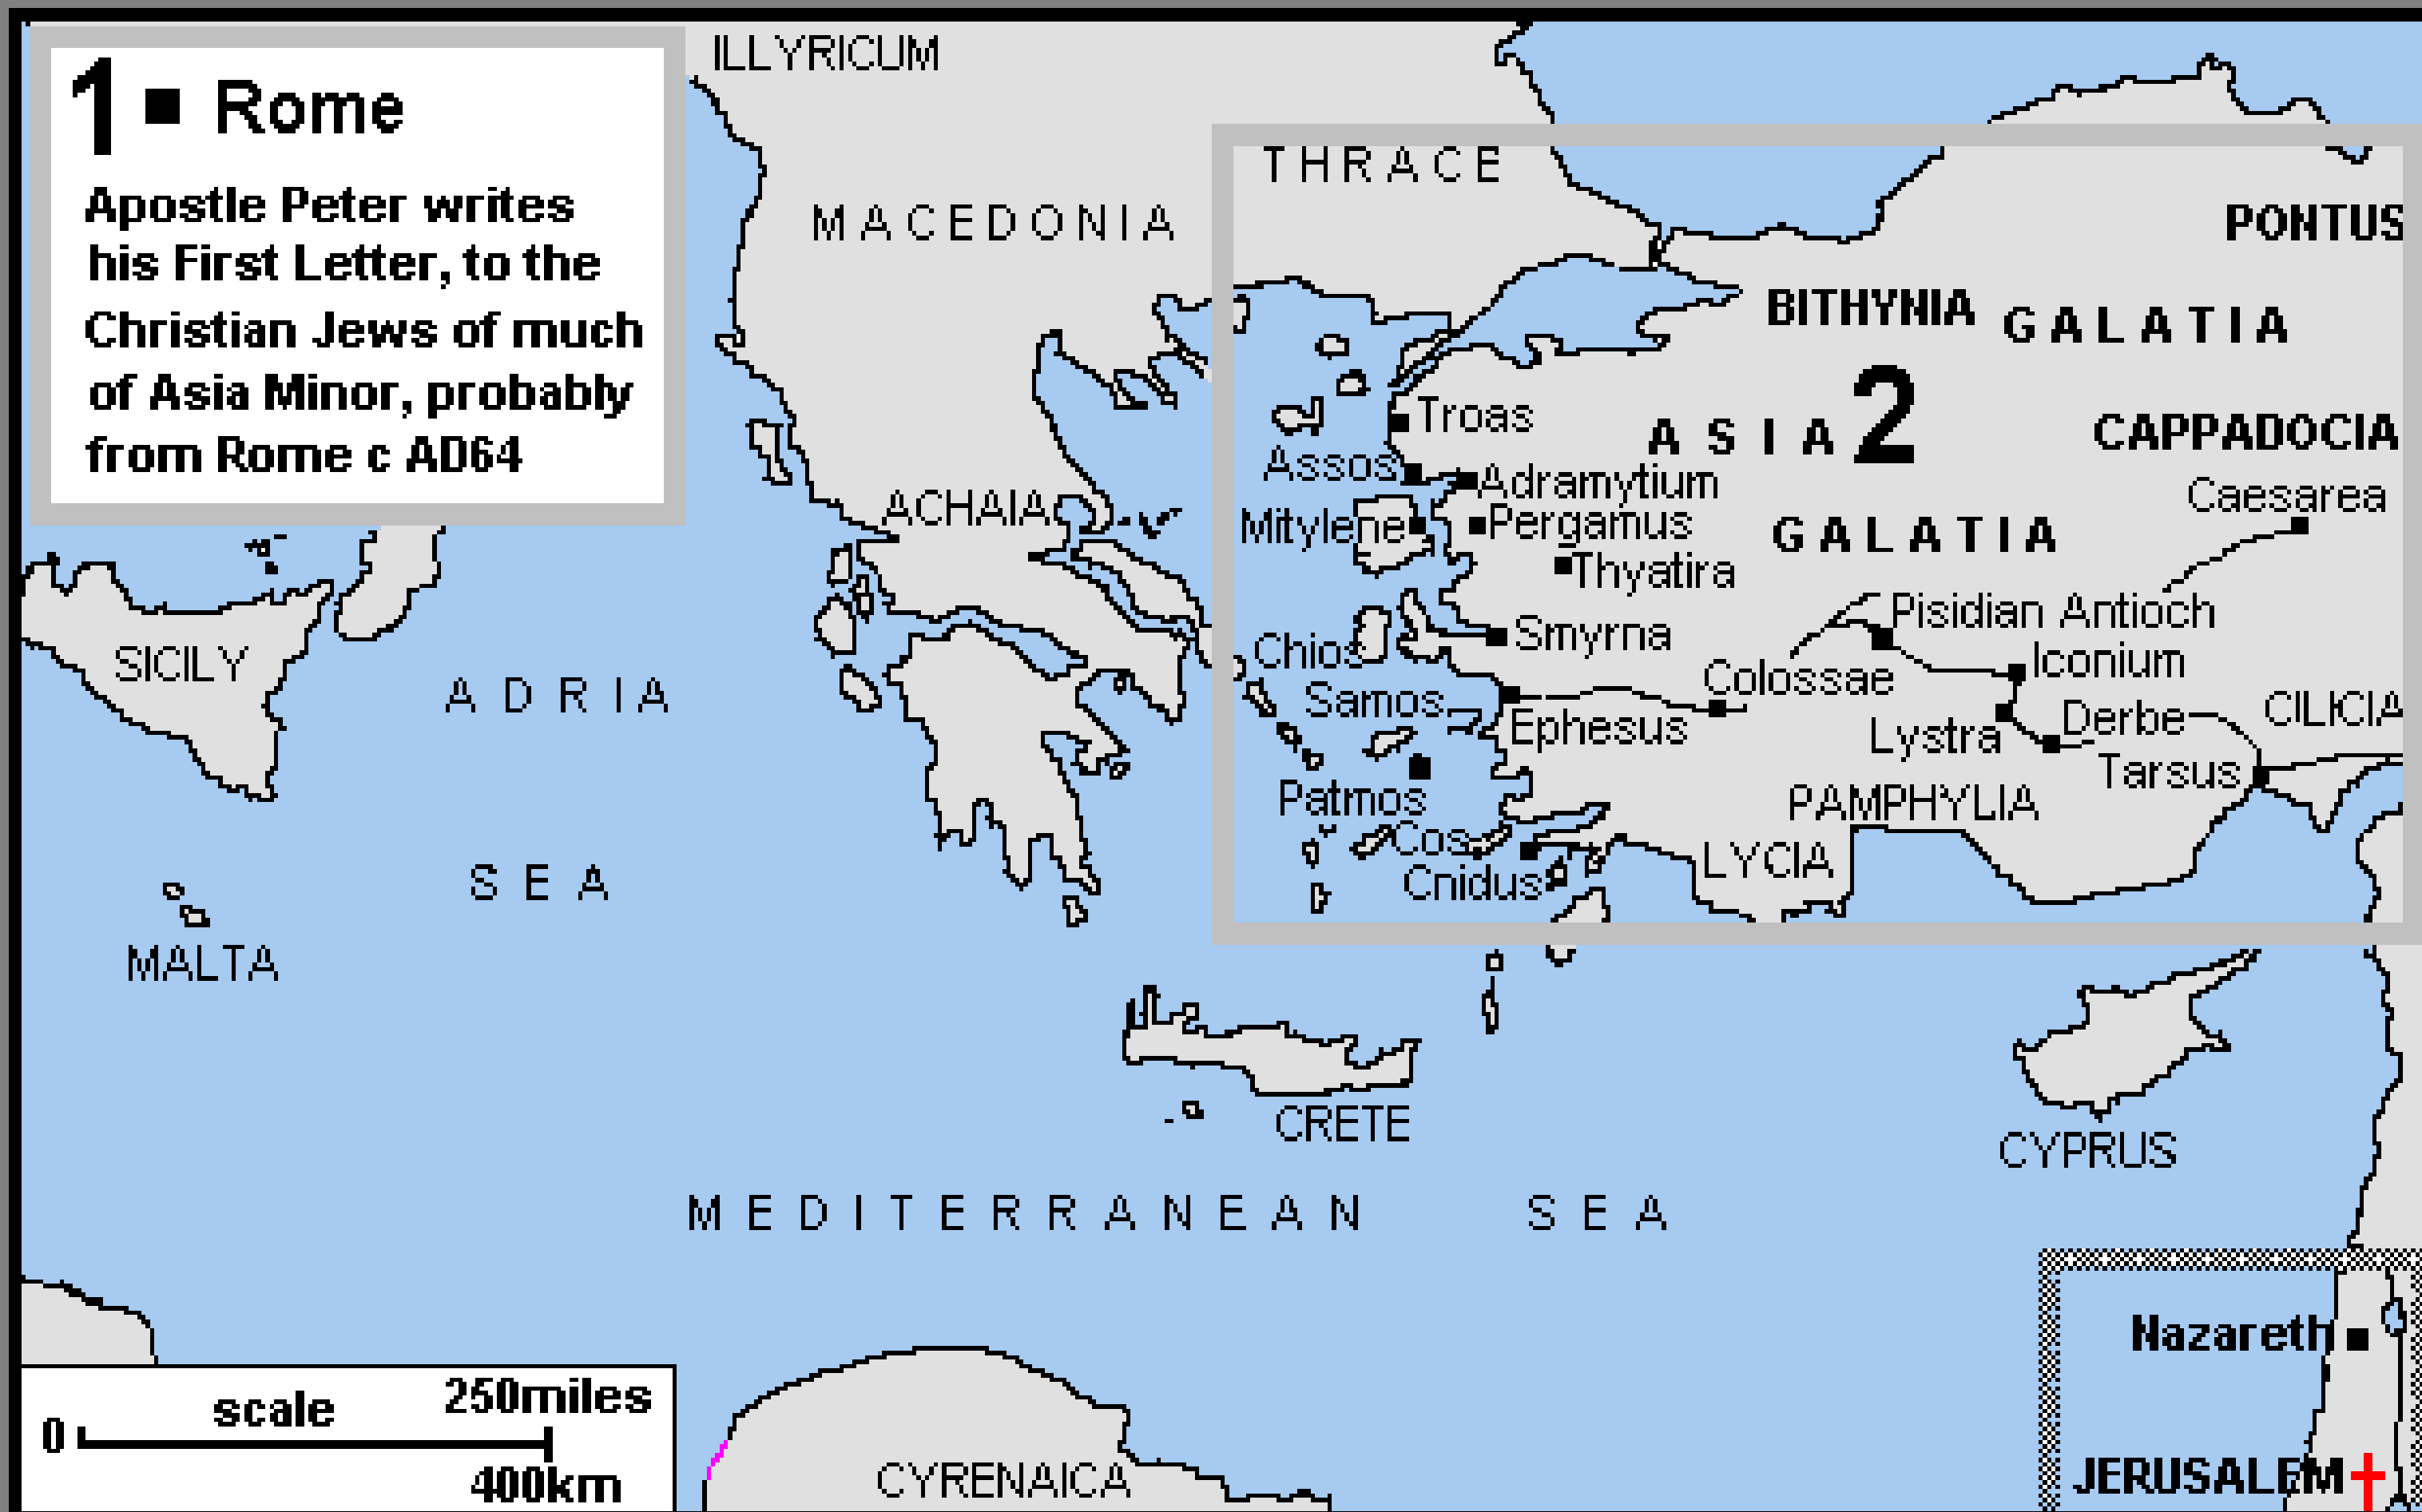 1 Rome
Apostle Peter writes
his First Letter, to the
Christian Jews of much
of Asia Minor, probably
from Rome c AD64
ILLYRICUM
THRACE
MACEDONIA
PONTUS
BITHYNIA
GALATIA
Troas
ASIA 2
CAPPADOCIA
Assos
Adramytium
Caesarea
ACHAIA
Mitylene
Pergamus
GALATIA
Thyatira
Pisidian Antioch
Smyrna
Chios
Iconium
SICILY
Colossae
ADRIA
Samos
Ephesus
Lystra
Derbe
CILICIA
Tarsus
Patmos
PAMPHYLIA
Cos
LYCIA
SEA
Cnidus
MALTA
CRETE
CYPRUS
MEDITERRANEAN SEA
Nazareth
JERUSALEM
CYRENAICA
scale
250miles
0
400km